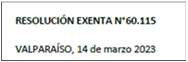 RESOLUCIÓN EXENTA N°60.115
VALPARAÍSO, 14 de marzo 2023